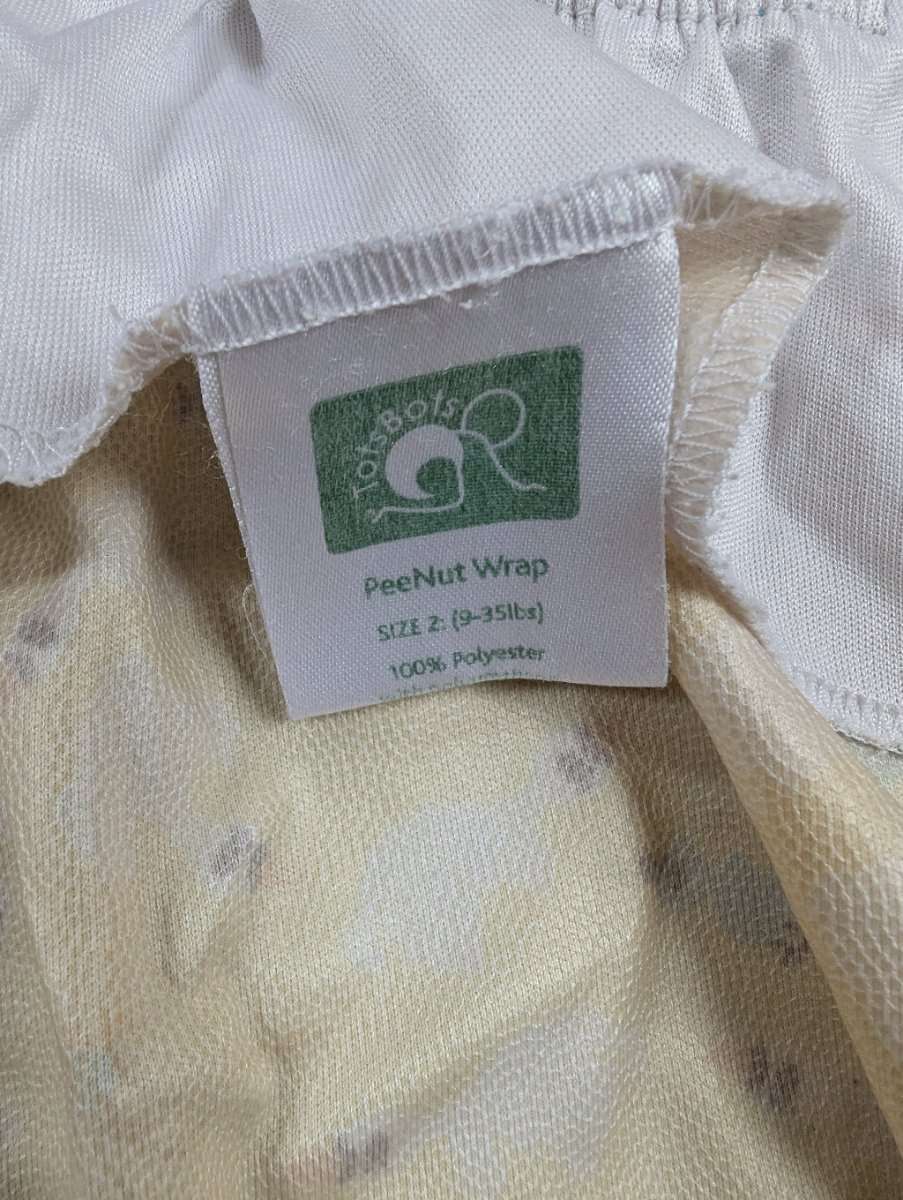 TotsBots
PeeNut Wrap
SIZE 2: (9-35lbs)
100% Polyester